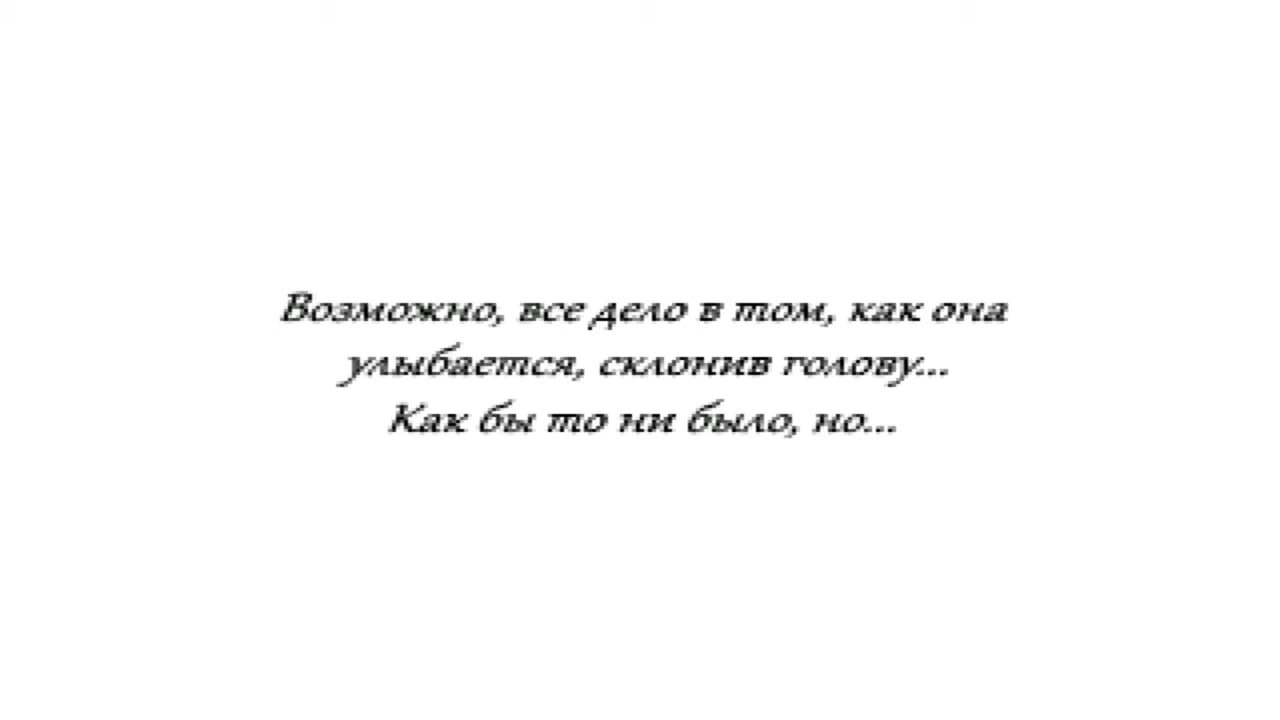 Возможно, все дело в том, как она
улыбается, склонив голову...
Как бы то ни было, но...